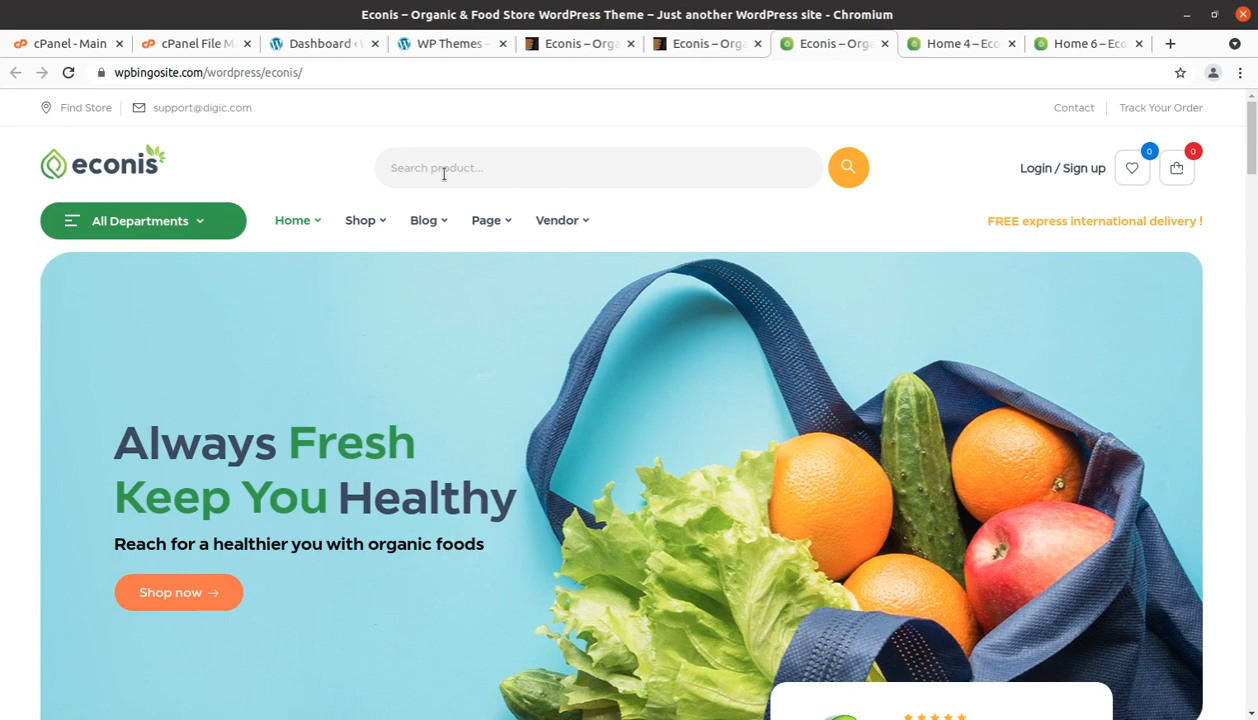 Econis – Organic & Food Store WordPress Theme – Just another WordPress site - Chromium
cPanel - Main
cPanel File M
Dashboard
WP Themes –
Econis – Orga
Econis – Orga
Econis – Orga
Home 4 – Eco
Home 6 – Eco
wpbingosite.com/wordpress/econis/
Find Store
support@digic.com
Contact
Track Your Order
econis
Search product...
Login / Sign up
0
0
All Departments
Home
Shop
Blog
Page
Vendor
FREE express international delivery !
Always Fresh
Keep You Healthy
Reach for a healthier you with organic foods
Shop now →